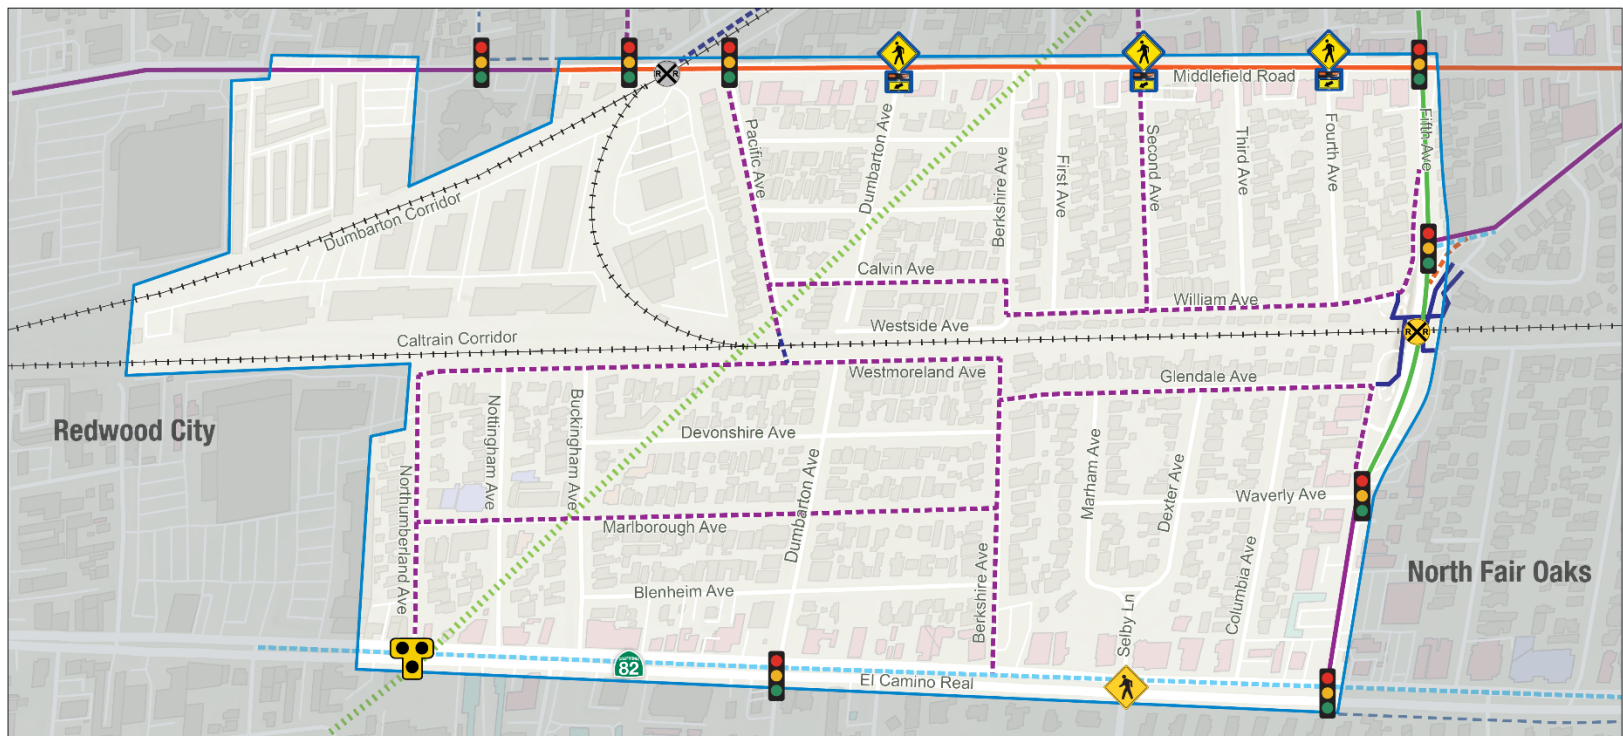 Middlefield Road
Fifth Ave
Pacific Ave
Dumbarton Ave
Berkshire Ave
First Ave
Second Ave
Third Ave
Fourth Ave
Dumbarton Corridor
R R
Calvin Ave
William Ave
Westside Ave
Caltrain Corridor
R R
Westmoreland Ave
Glendale Ave
Redwood City
Nottingham Ave
Buckingham Ave
Devonshire Ave
Northumberland Ave
Dumbarton Ave
Marham Ave
Dexter Ave
Waverly Ave
Marlborough Ave
North Fair Oaks
Blenheim Ave
Berkshire Ave
Selby Ln
Columbia Ave
82
El Camino Real